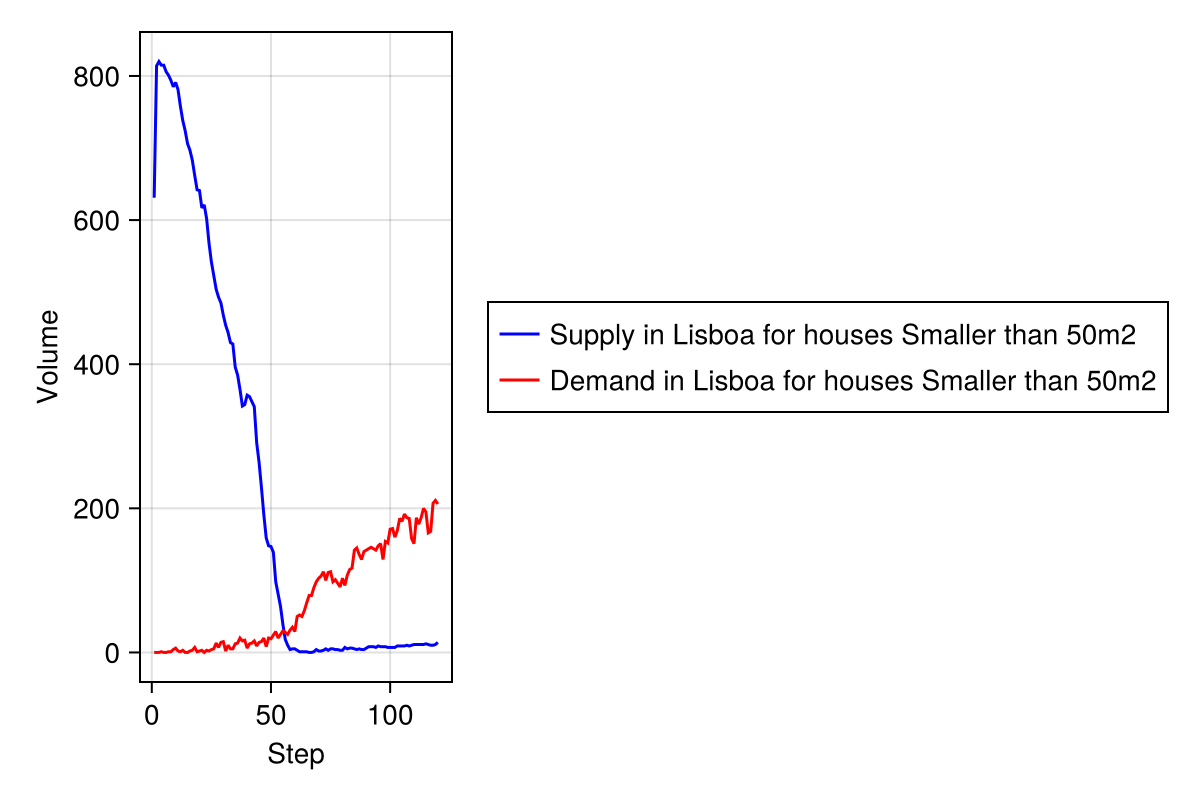 800
600
400
200
0
Volume
0 50 100
Step
Supply in Lisboa for houses Smaller than 50m2
Demand in Lisboa for houses Smaller than 50m2